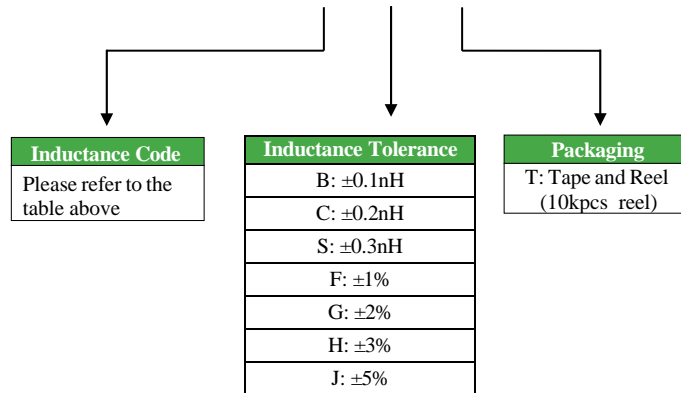 Inductance Code
Please refer to the
table above
Inductance Tolerance
B: ±0.1nH
C: ±0.2nH
S: ±0.3nH
F: ±1%
G: ±2%
H: ±3%
J: ±5%
Packaging
T: Tape and Reel
(10kpcs reel)